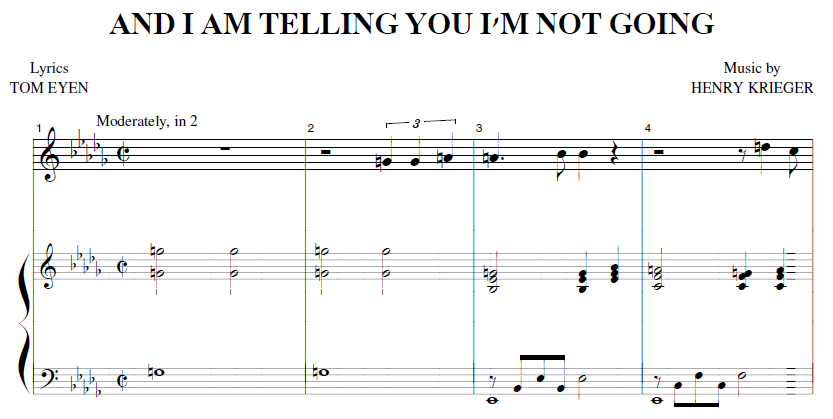 AND I AM TELLING YOU I'M NOT GOING
Lyrics
TOM EYEN
Music by
HENRY KRIEGER
Moderately, in 2
1
2
3
3
4